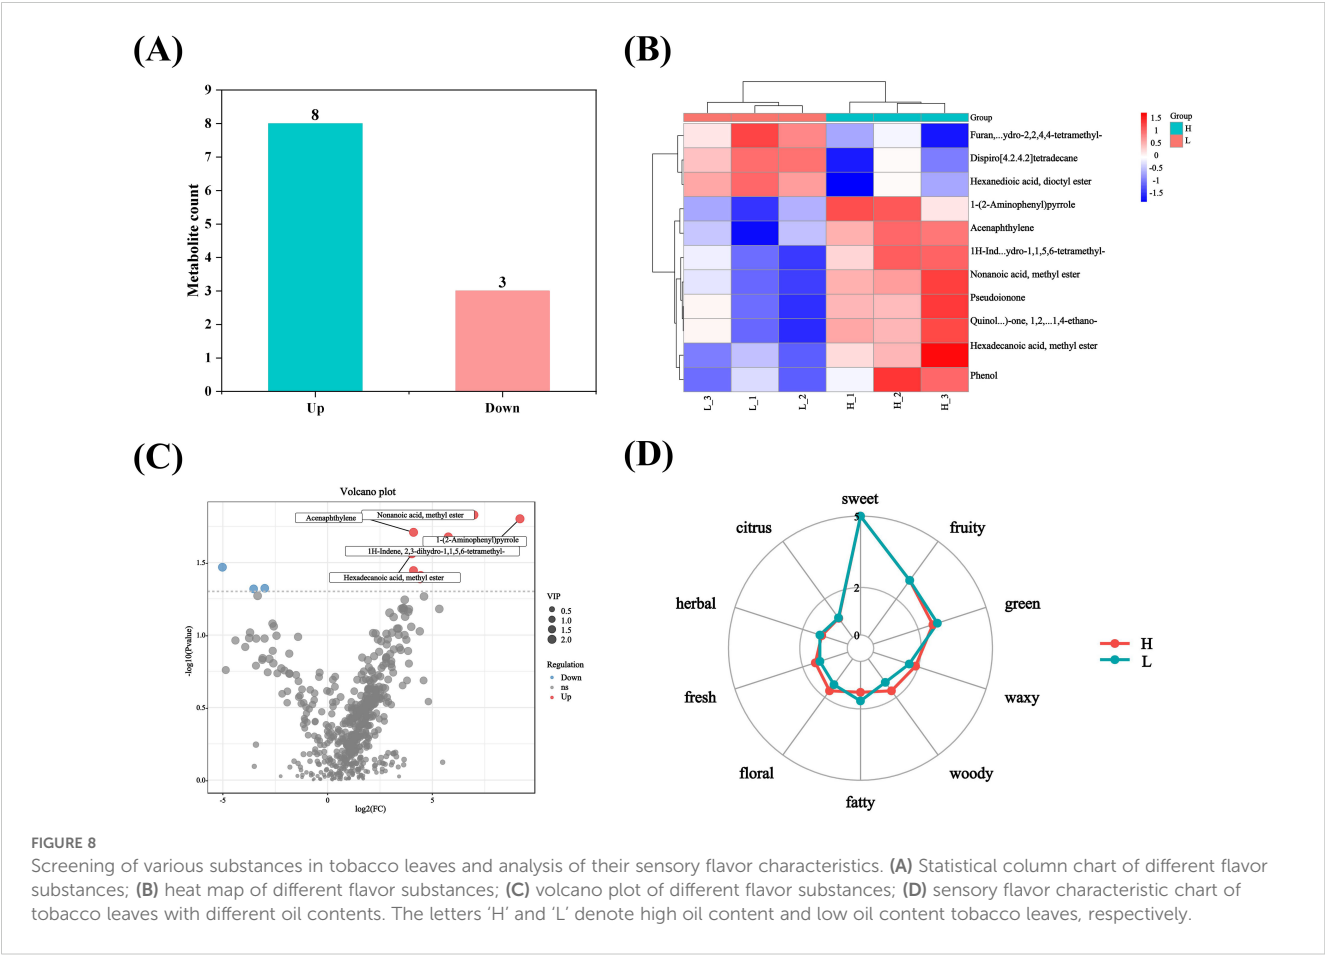 (A)
9
8
7
6
5
4
3
2
1
0
Metabolite count
8
3
Up
Down
(B)
Group
Furan,...ydro-2,2,4,4-tetramethyl-
Dispiro[4.2.4.2]tetradecane
Hexanedioic acid, dioctyl ester
1-(2-Aminophenyl)pyrrole
Acenaphthylene
1H-Ind...ydro-1,1,5,6-tetramethyl-
Nonanoic acid, methyl ester
Pseudoionone
Quinol...)-one, 1,2,...1,4-ethano-
Hexadecanoic acid, methyl ester
Phenol
L_3
L_1
L_2
H_1
H_2
H_3
1.5
1
0.5
0
-0.5
-1
-1.5
Group
H
L
(C)
Volcano plot
Acenaphthylene
Nonanoic acid, methyl ester
1-(2-Aminophenyl)pyrrole
1H-Indene, 2,3-dihydro-1,1,5,6-tetramethyl-
Hexadecanoic acid, methyl ester
1.5
1.0
0.5
0.0
-log10(Pvalue)
-5
0
5
log2(FC)
VIP
0.5
1.0
1.5
2.0
Regulation
Down
ns
Up
(D)
sweet
fruity
green
waxy
woody
fatty
floral
fresh
herbal
citrus
5
2
0
H
L
FIGURE 8
Screening of various substances in tobacco leaves and analysis of their sensory flavor characteristics. (A) Statistical column chart of different flavor
substances; (B) heat map of different flavor substances; (C) volcano plot of different flavor substances; (D) sensory flavor characteristic chart of
tobacco leaves with different oil contents. The letters ‘H’ and ‘L’ denote high oil content and low oil content tobacco leaves, respectively.